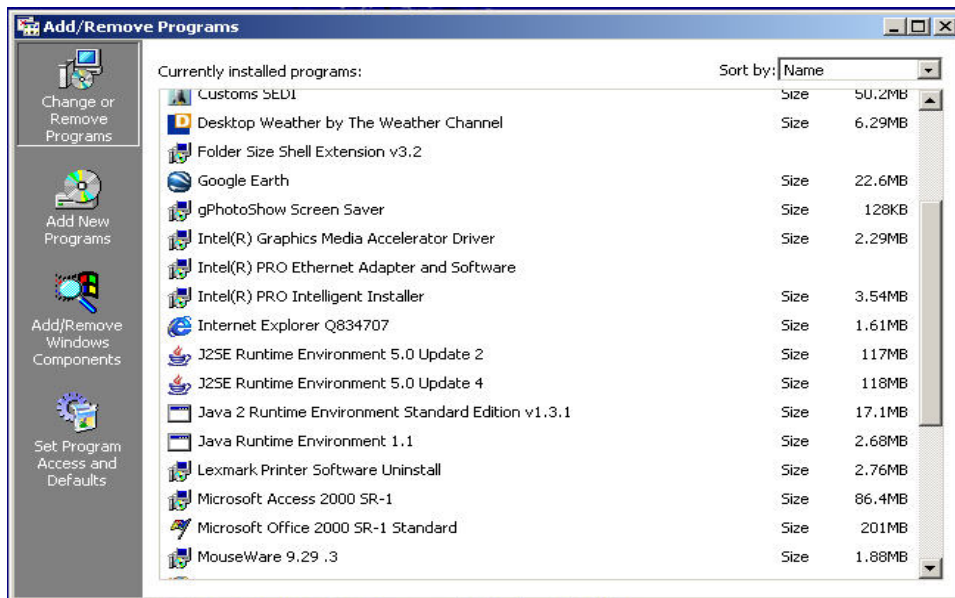 Add/Remove Programs
Change or
Remove
Programs
Add New
Programs
Add/Remove
Windows
Components
Set Program
Access and
Defaults
Currently installed programs:
Sort by: Name
Customs SEDI Size 50.2MB
Desktop Weather by The Weather Channel Size 6.29MB
Folder Size Shell Extension v3.2
Google Earth Size 22.6MB
gPhotoShow Screen Saver Size 128KB
Intel(R) Graphics Media Accelerator Driver Size 2.29MB
Intel(R) PRO Ethernet Adapter and Software
Intel(R) PRO Intelligent Installer Size 3.54MB
Internet Explorer Q834707 Size 1.61MB
J2SE Runtime Environment 5.0 Update 2 Size 117MB
J2SE Runtime Environment 5.0 Update 4 Size 118MB
Java 2 Runtime Environment Standard Edition v1.3.1 Size 17.1MB
Java Runtime Environment 1.1 Size 2.68MB
Lexmark Printer Software Uninstall Size 2.76MB
Microsoft Access 2000 SR-1 Size 86.4MB
Microsoft Office 2000 SR-1 Standard Size 201MB
MouseWare 9.29 .3 Size 1.88MB